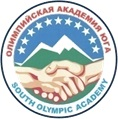 ОЛИМПИЙСКАЯ АКАДЕМИЯ ЮГА
SOUTH OLYMPIC ACADEMY